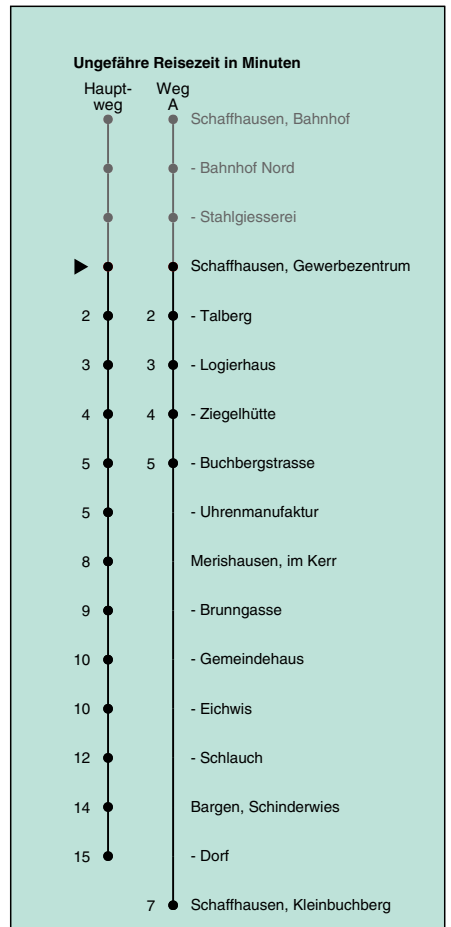 Ungefähre Reisezeit in Minuten
Haupt- Weg
weg A
Schaffhausen, Bahnhof
- Bahnhof Nord
- Stahlgiesserei
Schaffhausen, Gewerbezentrum
2 2 - Talberg
3 3 - Logierhaus
4 4 - Ziegelhütte
5 5 - Buchbergstrasse
5 - Uhrenmanufaktur
8 Merishausen, im Kerr
9 - Brunngasse
10 - Gemeindehaus
10 - Eichwis
12 - Schlauch
14 Bargen, Schinderwies
15 - Dorf
7 Schaffhausen, Kleinbuchberg